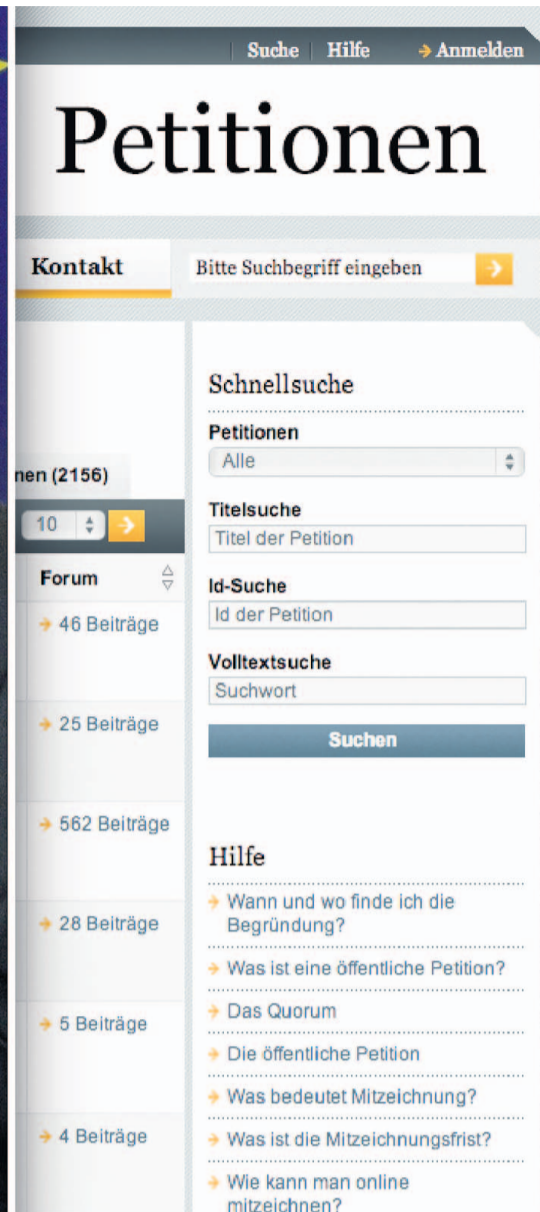 Suche Hilfe Anmelden
Petitionen
Kontakt
Bitte Suchbegriff eingeben
nen (2156)
10
Forum
46 Beiträge
25 Beiträge
562 Beiträge
28 Beiträge
5 Beiträge
4 Beiträge
Schnellsuche
Petitionen
Alle
Titelsuche
Titel der Petition
Id-Suche
Id der Petition
Volltextsuche
Suchwort
Suchen
Hilfe
Wann und wo finde ich die
Begründung?
Was ist eine öffentliche Petition?
Das Quorum
Die öffentliche Petition
Was bedeutet Mitzeichnung?
Was ist die Mitzeichnungsfrist?
Wie kann man online
mitzeichnen?